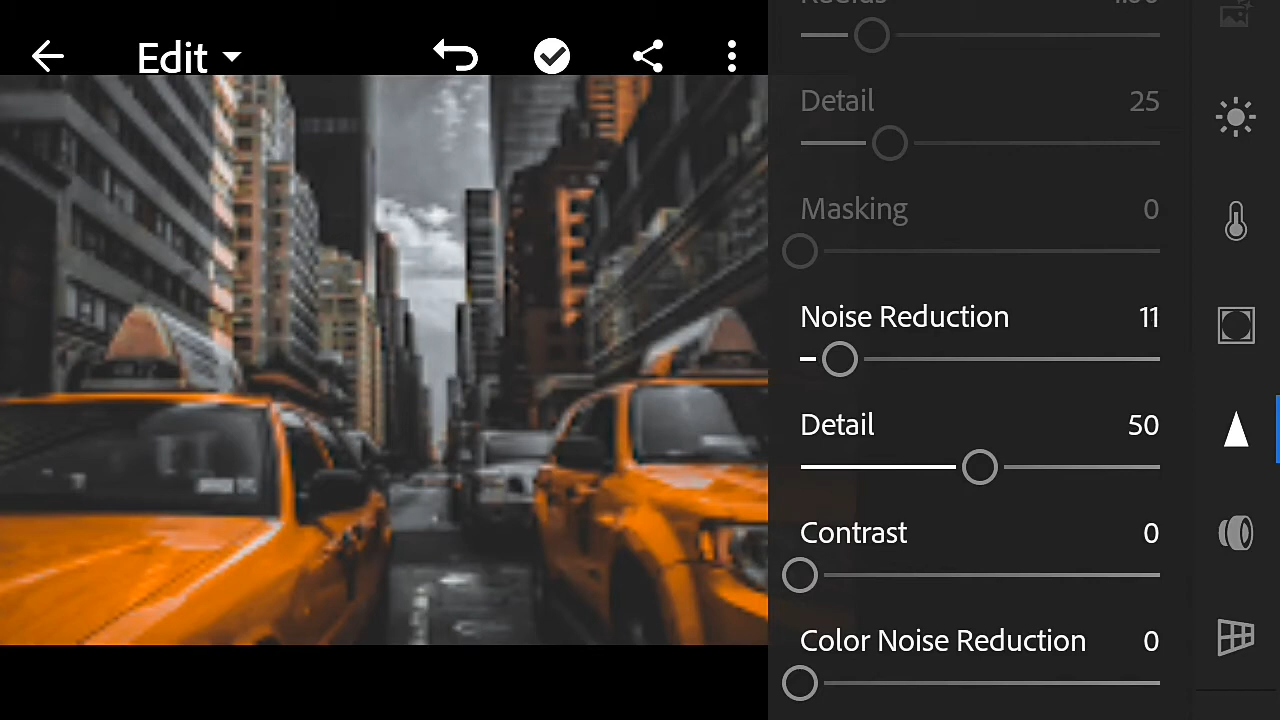 Edit
Detail 25
Masking 0
Noise Reduction 11
Detail 50
Contrast 0
Color Noise Reduction 0